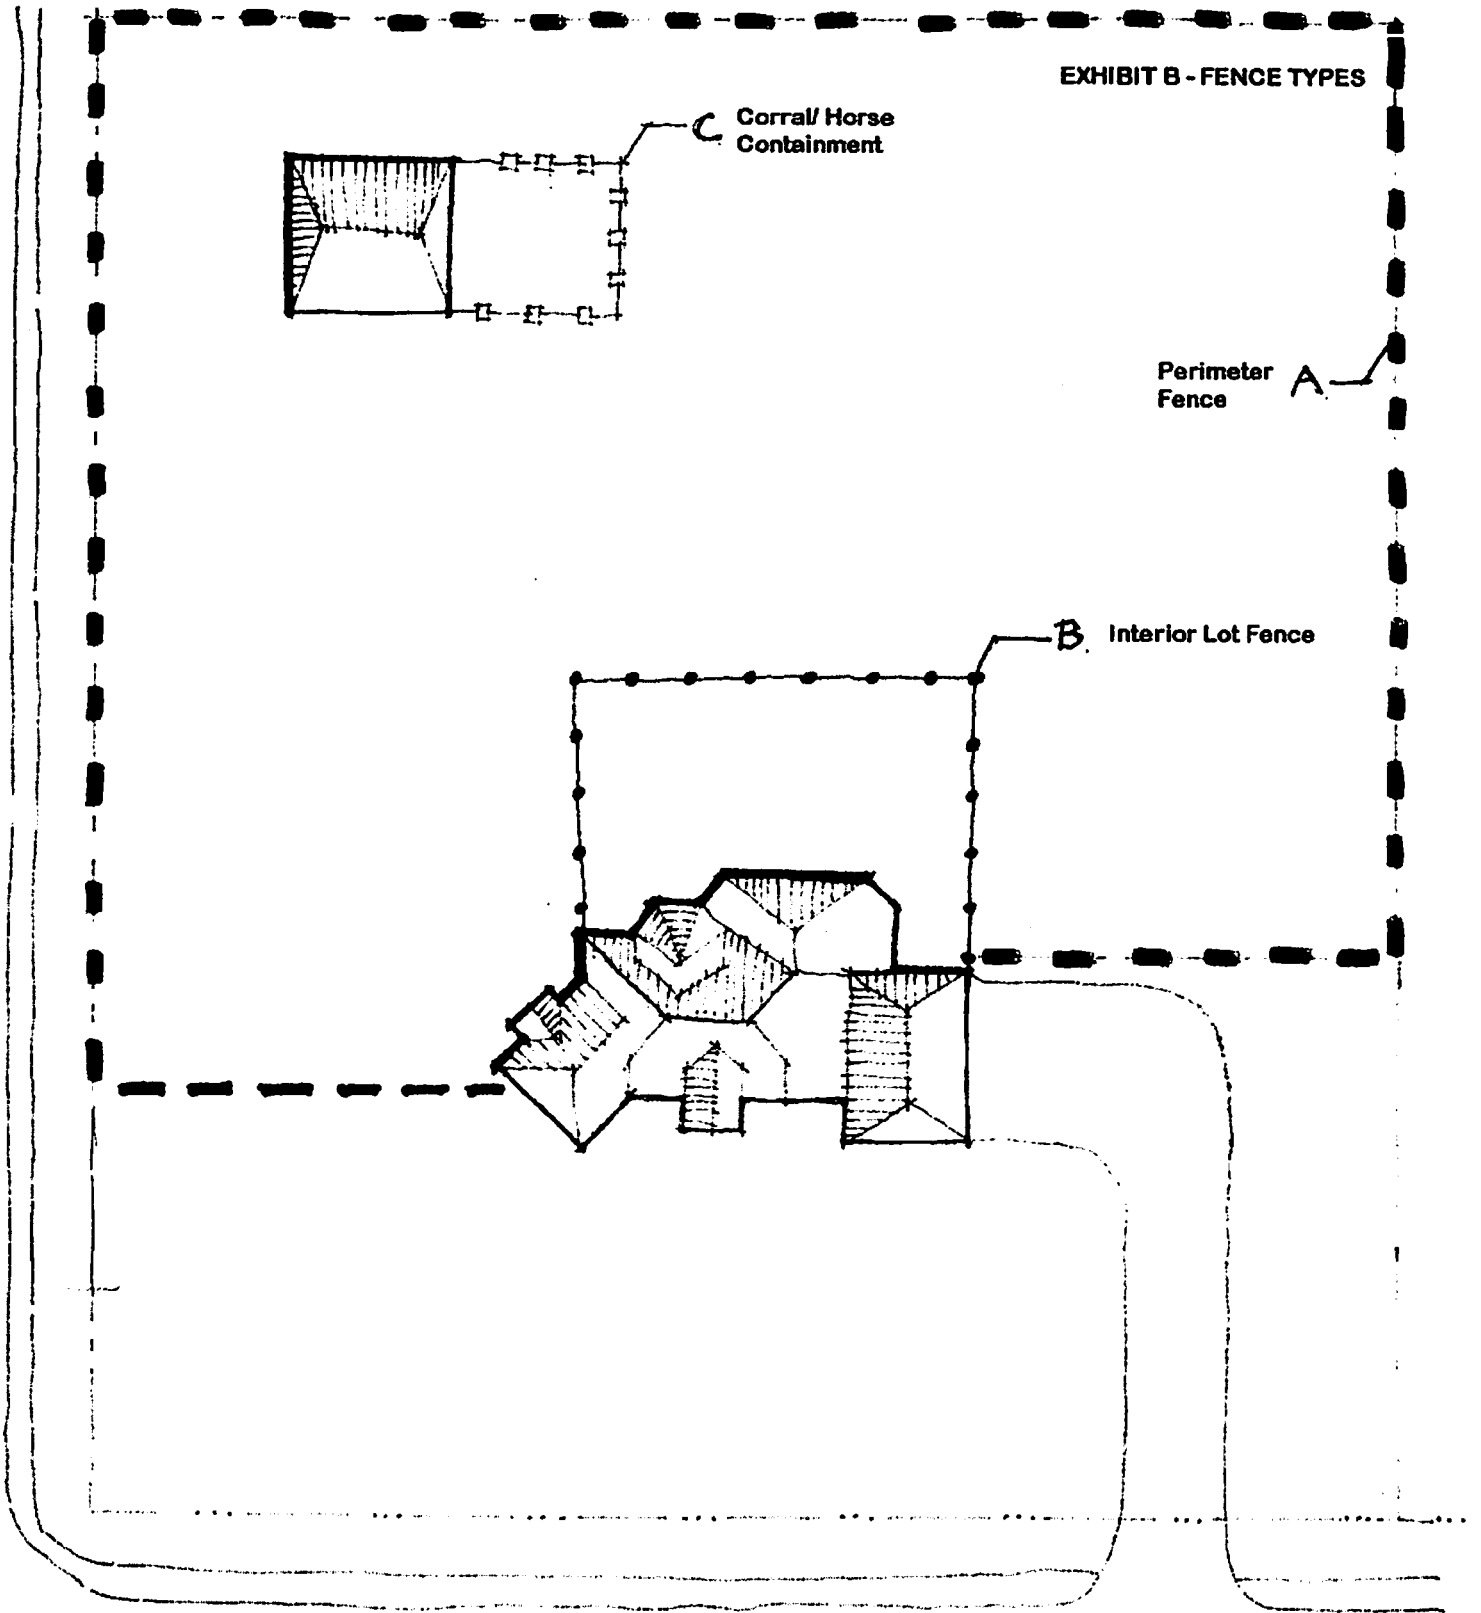 EXHIBIT B - FENCE TYPES
C Corral/ Horse
Containment
Perimeter
Fence A.
B. Interior Lot Fence